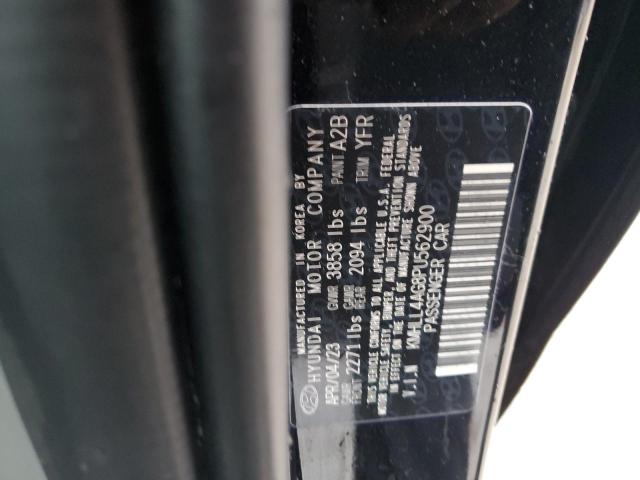 MANUFACTURED IN KOREA BY
HYUNDAI MOTOR COMPANY
APR/04/23 GVWR 3858 lbs PAINT A2B
GAWR FRONT 2271 lbs GAWR REAR 2094 lbs TRIM YFR
THIS VEHICLE CONFORMS TO ALL APPLICABLE U.S.A. FEDERAL
MOTOR VEHICLE SAFETY, BUMPER, AND THEFT PREVENTION STANDARDS
IN EFFECT ON THE DATE OF MANUFACTURE SHOWN ABOVE
V.I.N KMHLL4AG8PU562900
PASSENGER CAR